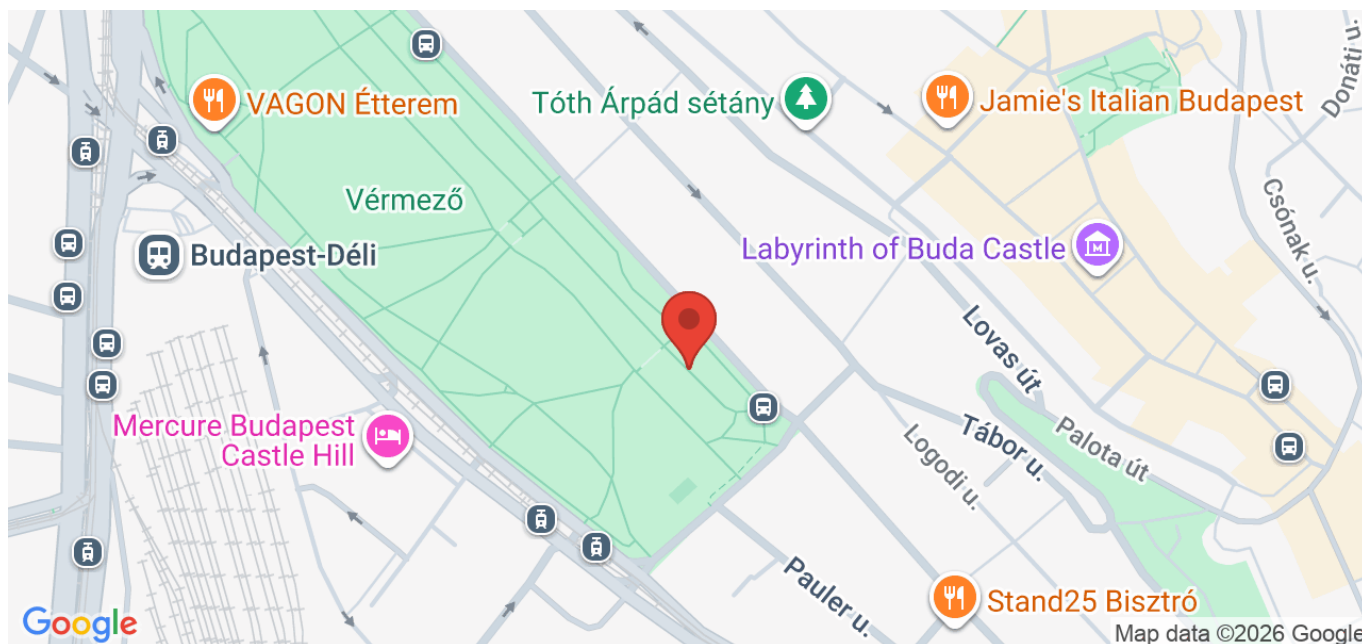 Donáti u.
VAGON Étterem
Tóth Árpád sétány
Jamie's Italian Budapest
Vérmező
Csónak u.
Budapest-Déli
Labyrinth of Buda Castle
Lovas út
Mercure Budapest
Castle Hill
Logodi u.
Tábor u.
Palota út
Pauler u.
Stand25 Bisztró
Google
Map data ©2026 Google